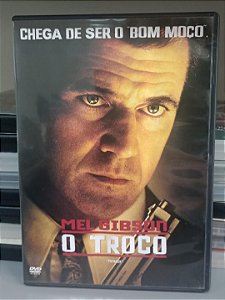 CHEGA DE SER O "BOM MOÇO".
MEL GIBSON
O TROCO
DVD